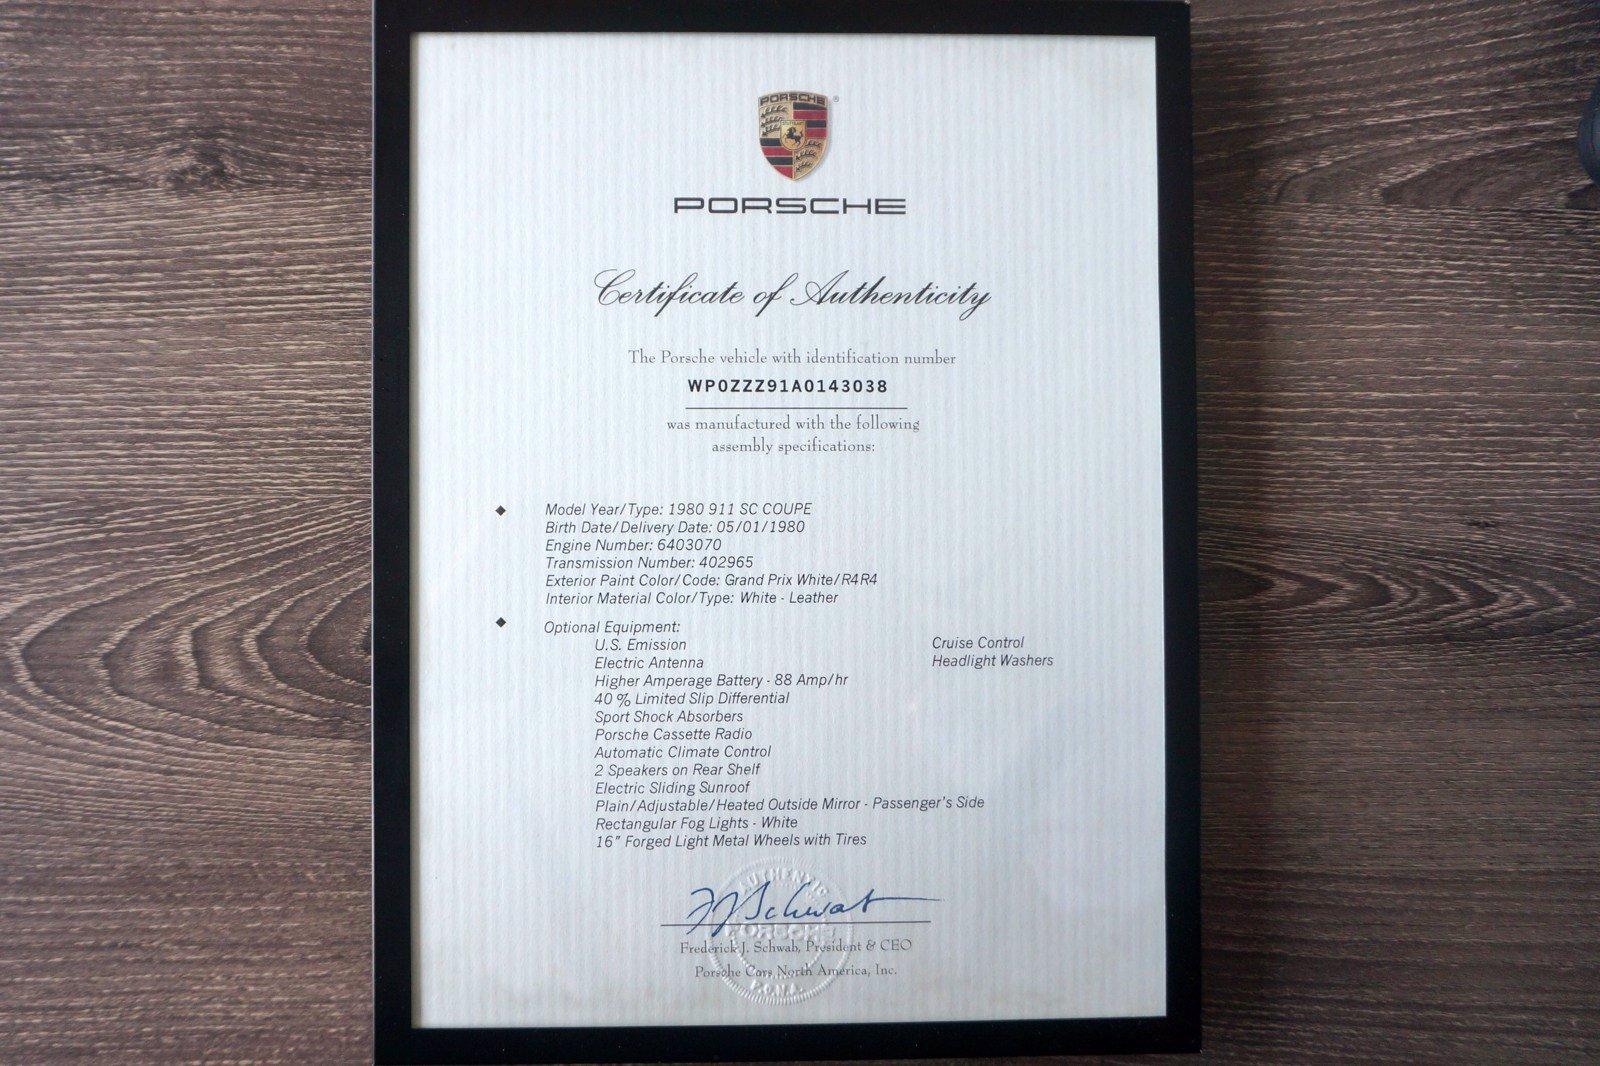 PORSCHE
STUTTGART
PORSCHE
Certificate of Authenticity
The Porsche vehicle with identification number
WP0ZZZ91A0143038
was manufactured with the following
assembly specifications:
Model Year/Type: 1980 911 SC COUPE
Birth Date/Delivery Date: 05/01/1980
Engine Number: 6403070
Transmission Number: 402965
Exterior Paint Color/Code: Grand Prix White/R4R4
Interior Material Color/Type: White - Leather
Optional Equipment:
U.S. Emission
Electric Antenna
Higher Amperage Battery - 88 Amp/hr
40 % Limited Slip Differential
Sport Shock Absorbers
Porsche Cassette Radio
Automatic Climate Control
2 Speakers on Rear Shelf
Electric Sliding Sunroof
Plain/Adjustable/Heated Outside Mirror - Passenger's Side
Rectangular Fog Lights - White
16" Forged Light Metal Wheels with Tires
Cruise Control
Headlight Washers
AUTHENTIC
FJSchwab
PORSCHE
Frederick J. Schwab, President & CEO
Porsche Cars North America, Inc.
P.C.N.A.